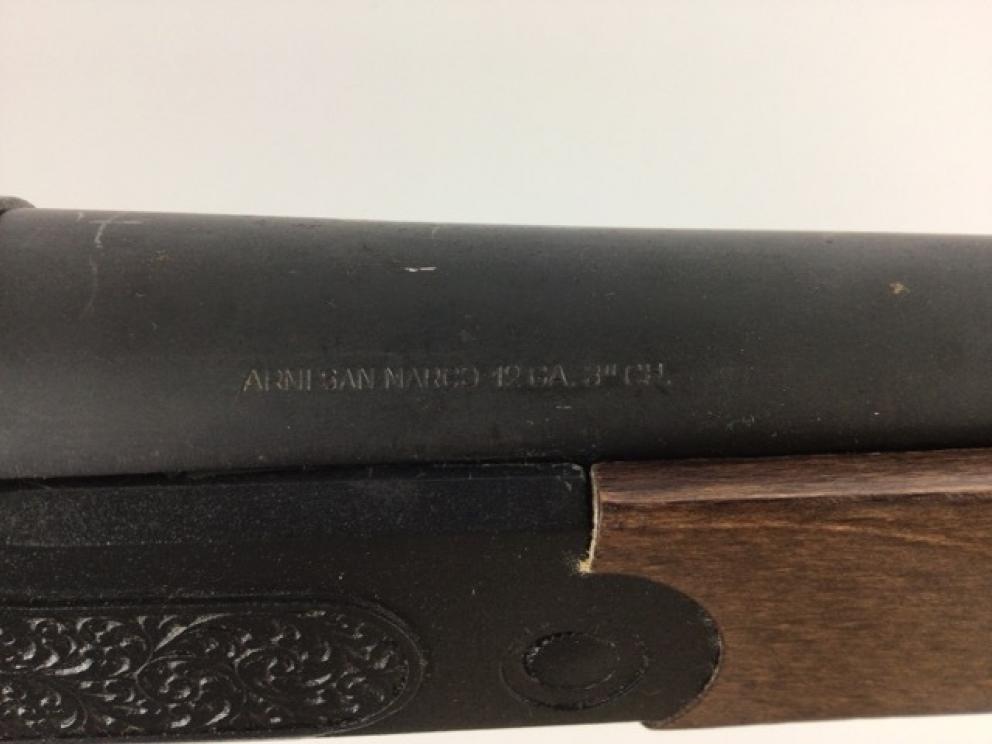 ARMI SAN MARCO 12 GA. 3" CH.